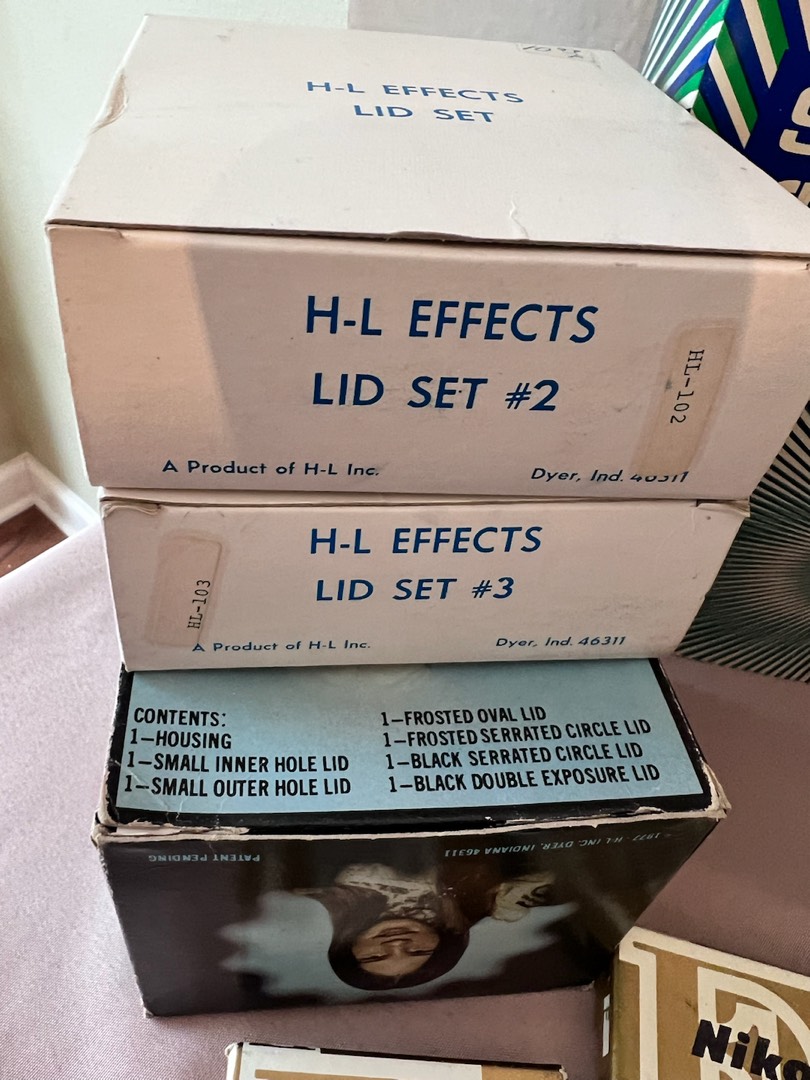 H-L EFFECTS
LID SET
H-L EFFECTS
LID SET #2
HL-102
A Product of H-L Inc.
Dyer, Ind. 46311
H-L EFFECTS
LID SET #3
HL-103
A Product of H-L Inc.
Dyer, Ind. 46311
CONTENTS:
1—HOUSING
1—SMALL INNER HOLE LID
1—SMALL OUTER HOLE LID
1—FROSTED OVAL LID
1—FROSTED SERRATED CIRCLE LID
1—BLACK SERRATED CIRCLE LID
1—BLACK DOUBLE EXPOSURE LID
© 1977 - H-L INC. DYER, INDIANA 46311
PATENT PENDING